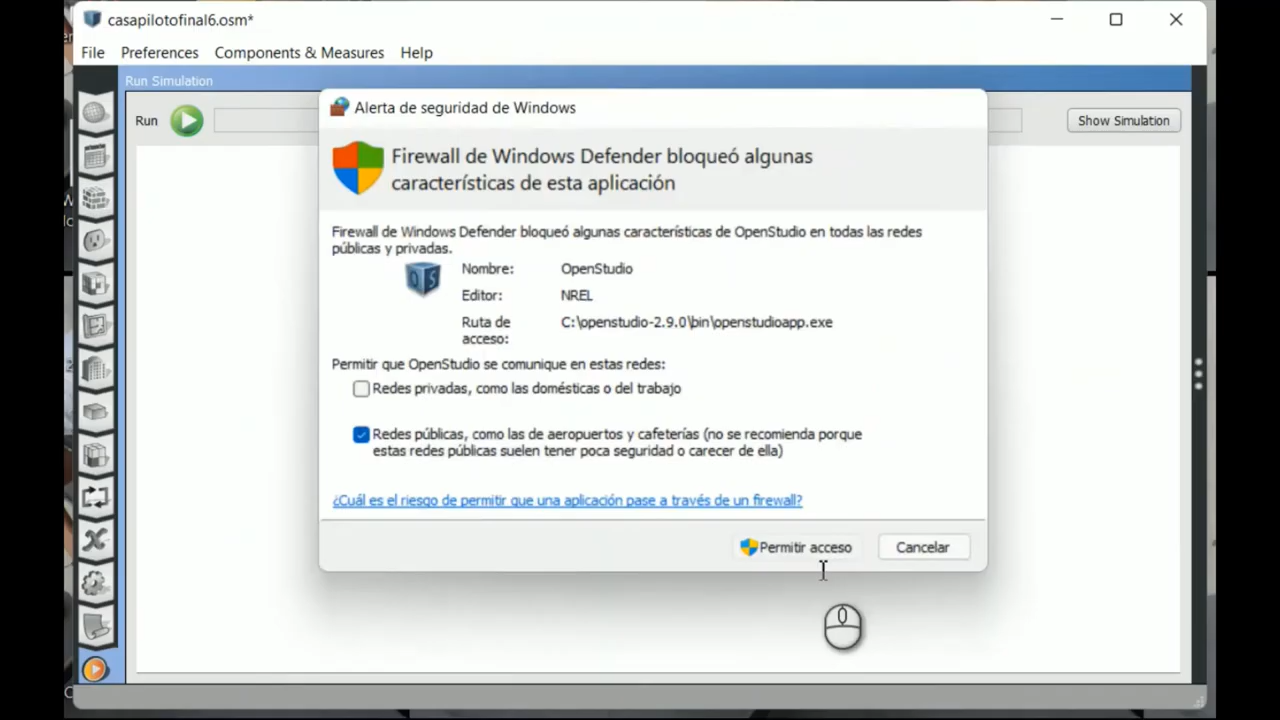 casapilotofinal6.osm*
File Preferences Components & Measures Help
Run Simulation
Run
Show Simulation
Alerta de seguridad de Windows
Firewall de Windows Defender bloqueó algunas
características de esta aplicación
Firewall de Windows Defender bloqueó algunas características de OpenStudio en todas las redes
públicas y privadas.
Nombre: OpenStudio
Editor: NREL
Ruta de C:\openstudio-2.9.0\bin\openstudioapp.exe
acceso:
Permitir que OpenStudio se comunique en estas redes:
Redes privadas, como las domésticas o del trabajo
Redes públicas, como las de aeropuertos y cafeterías (no se recomienda porque
estas redes públicas suelen tener poca seguridad o carecer de ella)
¿Cuál es el riesgo de permitir que una aplicación pase a través de un firewall?
Permitir acceso Cancelar